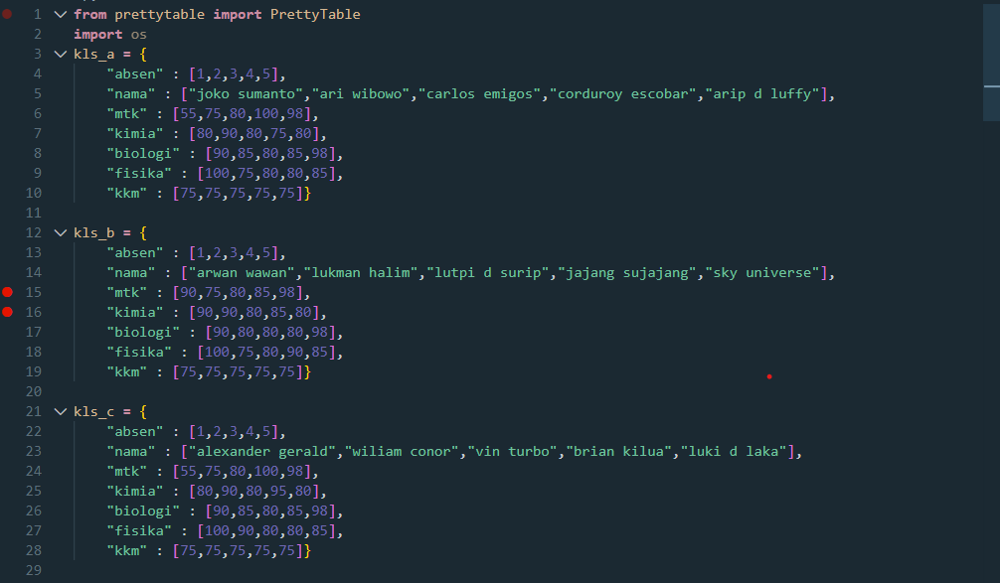 1 from prettytable import PrettyTable
2 import os
3 kls_a = {
4 "absen" : [1,2,3,4,5],
5 "nama" : ["joko sumanto","ari wibowo","carlos emigos","corduroy escobar","arip d luffy"],
6 "mtk" : [55,75,80,100,98],
7 "kimia" : [80,90,80,75,80],
8 "biologi" : [90,85,80,85,98],
9 "fisika" : [100,75,80,80,85],
10 "kkm" : [75,75,75,75,75]}
11
12 kls_b = {
13 "absen" : [1,2,3,4,5],
14 "nama" : ["arwan wawan","lukman halim","lutpi d surip","jajang sujajang","sky universe"],
15 "mtk" : [90,75,80,85,98],
16 "kimia" : [90,90,80,85,80],
17 "biologi" : [90,80,80,80,98],
18 "fisika" : [100,75,80,90,85],
19 "kkm" : [75,75,75,75,75]}
20
21 kls_c = {
22 "absen" : [1,2,3,4,5],
23 "nama" : ["alexander gerald","wiliam conor","vin turbo","brian kilua","luki d laka"],
24 "mtk" : [55,75,80,100,98],
25 "kimia" : [80,90,80,95,80],
26 "biologi" : [90,85,80,85,98],
27 "fisika" : [100,90,80,80,85],
28 "kkm" : [75,75,75,75,75]}
29